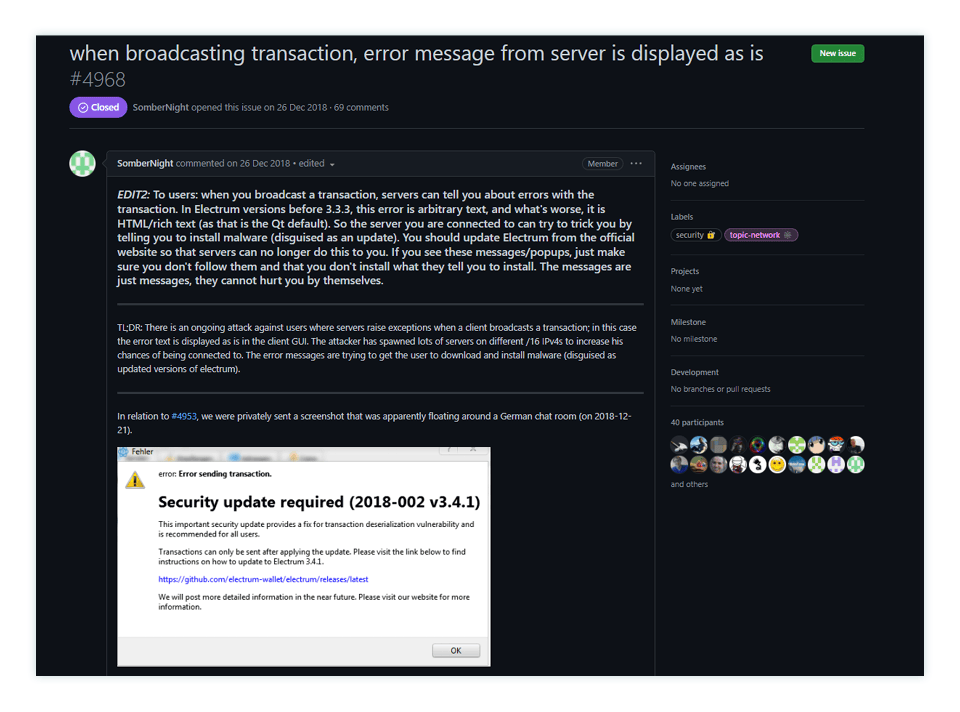 when broadcasting transaction, error message from server is displayed as is
#4968
New issue
Closed
SomberNight opened this issue on 26 Dec 2018 · 69 comments
SomberNight commented on 26 Dec 2018 • edited
Member
EDIT2: To users: when you broadcast a transaction, servers can tell you about errors with the
transaction. In Electrum versions before 3.3.3, this error is arbitrary text, and what's worse, it is
HTML/rich text (as that is the Qt default). So the server you are connected to can try to trick you by
telling you to install malware (disguised as an update). You should update Electrum from the official
website so that servers can no longer do this to you. If you see these messages/popups, just make
sure you don't follow them and that you don't install what they tell you to install. The messages are
just messages, they cannot hurt you by themselves.
TL;DR: There is an ongoing attack against users where servers raise exceptions when a client broadcasts a transaction; in this case
the error text is displayed as is in the client GUI. The attacker has spawned lots of servers on different /16 IPv4s to increase his
chances of being connected to. The error messages are trying to get the user to download and install malware (disguised as
updated versions of electrum).
In relation to #4953, we were privately sent a screenshot that was apparently floating around a German chat room (on 2018-12-
21).
Fehler
error: Error sending transaction.
Security update required (2018-002 v3.4.1)
This important security update provides a fix for transaction deserialization vulnerability and
is recommended for all users.
Transactions can only be sent after applying the update. Please visit the link below to find
instructions on how to update to Electrum 3.4.1.
https://github.com/electrum-wallet/electrum/releases/latest
We will post more detailed information in the near future. Please visit our website for more
information.
OK
Assignees
No one assigned
Labels
security
topic-network
Projects
None yet
Milestone
No milestone
Development
No branches or pull requests
40 participants
and others